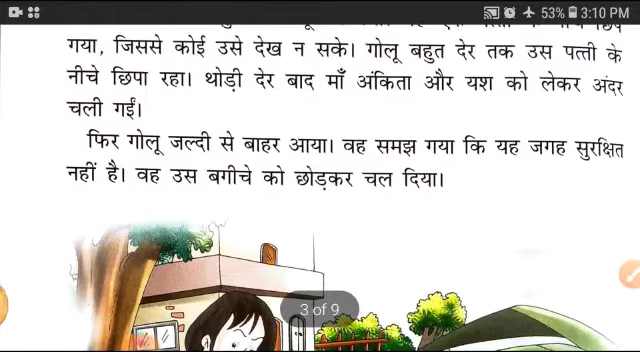 53% 3:10 PM
गया, जिससे कोई उसे देख न सके। गोलू बहुत देर तक उस पत्ती के
नीचे छिपा रहा। थोड़ी देर बाद माँ अंकिता और यश को लेकर अंदर
चली गईं।
फिर गोलू जल्दी से बाहर आया। वह समझ गया कि यह जगह सुरक्षित
नहीं है। वह उस बगीचे को छोड़कर चल दिया।
3 of 9